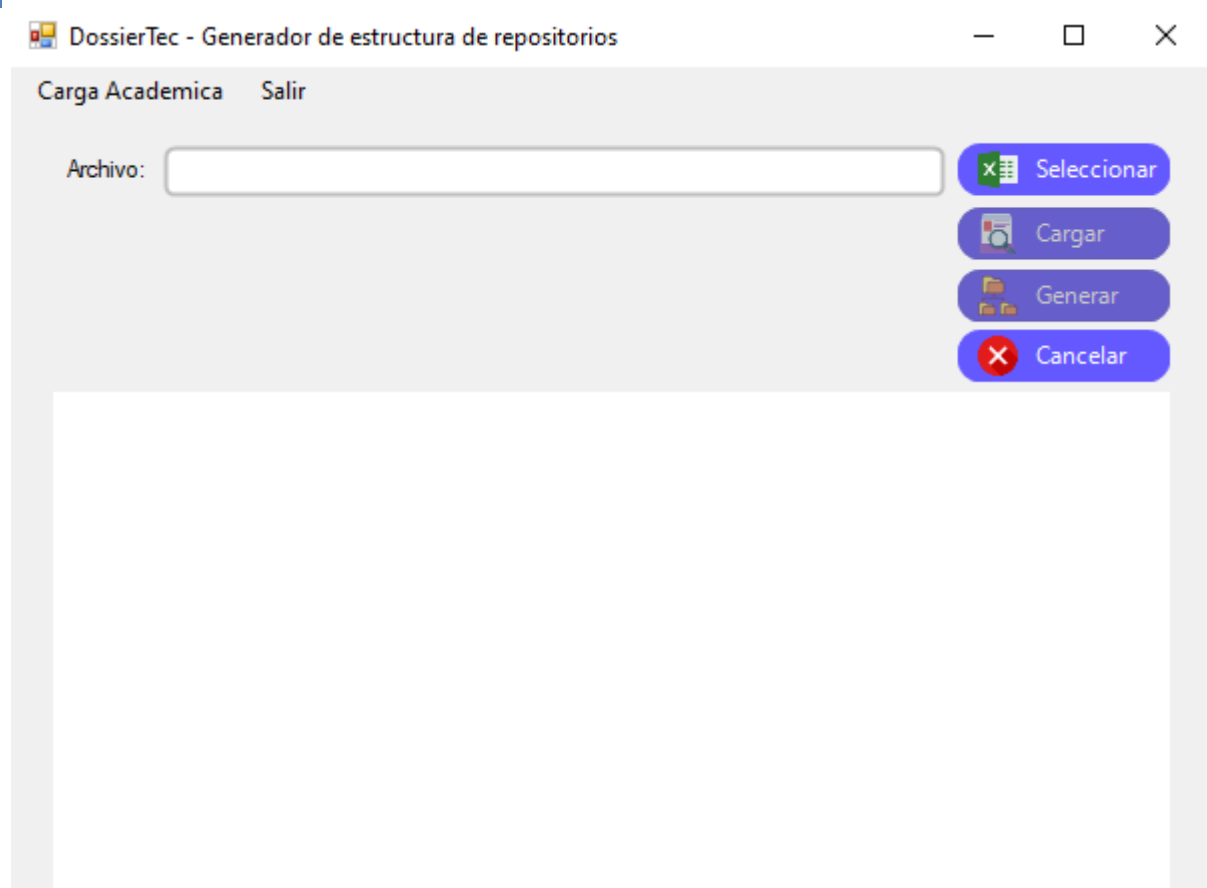 DossierTec - Generador de estructura de repositorios
Carga Academica Salir
Archivo: Seleccionar
Cargar
Generar
Cancelar